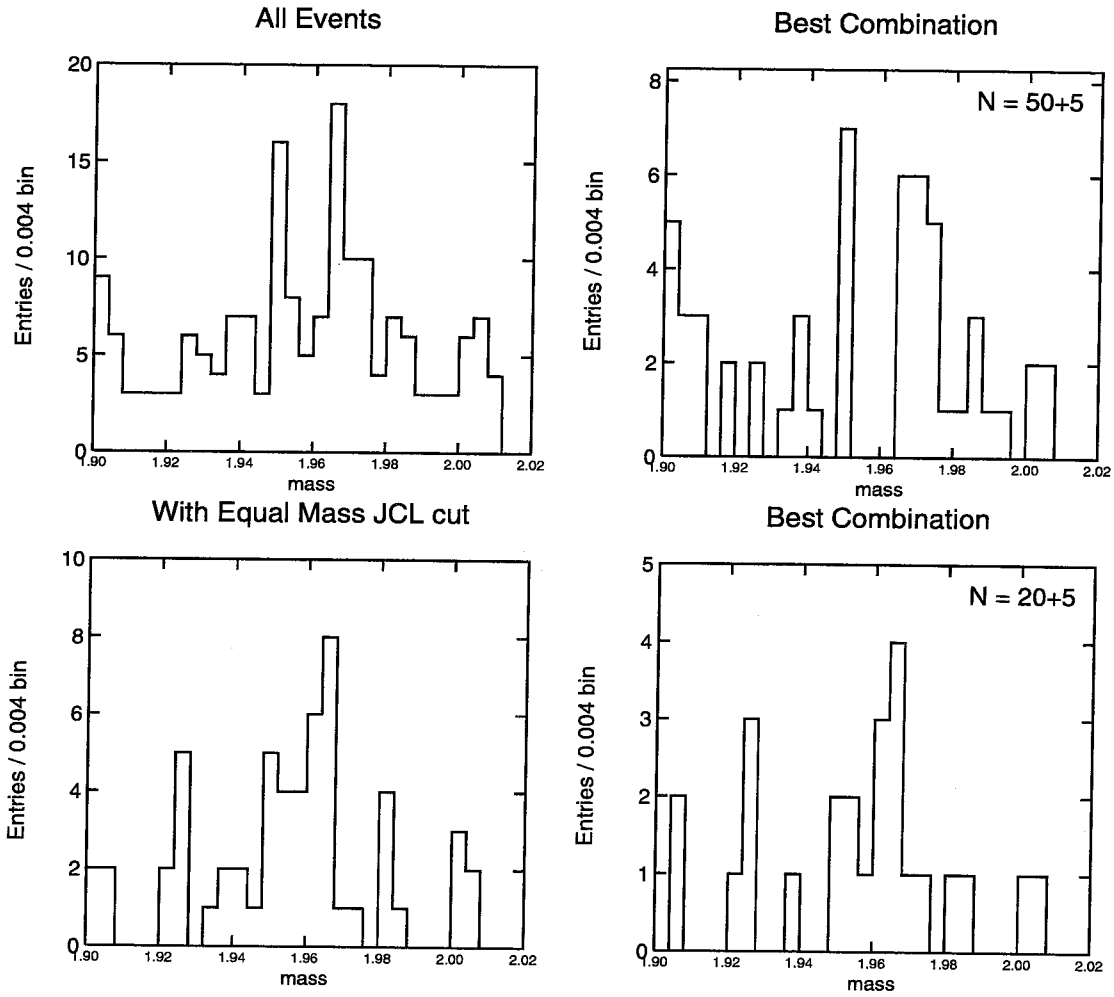 All Events
20
15
10
5
0
Entries / 0.004 bin
1.90 1.92 1.94 1.96 1.98 2.00 2.02
mass
Best Combination
N = 50+5
8
6
4
2
0
Entries / 0.004 bin
1.90 1.92 1.94 1.96 1.98 2.00 2.02
mass
With Equal Mass JCL cut
10
8
6
4
2
0
Entries / 0.004 bin
1.90 1.92 1.94 1.96 1.98 2.00 2.02
mass
Best Combination
N = 20+5
5
4
3
2
1
0
Entries / 0.004 bin
1.90 1.92 1.94 1.96 1.98 2.00 2.02
mass